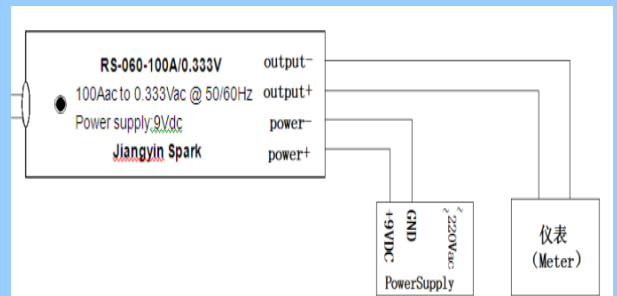 RS-060-100A/0.333V
100Aac to 0.333Vac @ 50/60Hz
Power supply:9Vdc
Jiangyin Spark
output-
output+
power-
power+
+9VDC
GND
~220Vac~
PowerSupply
仪表
(Meter)